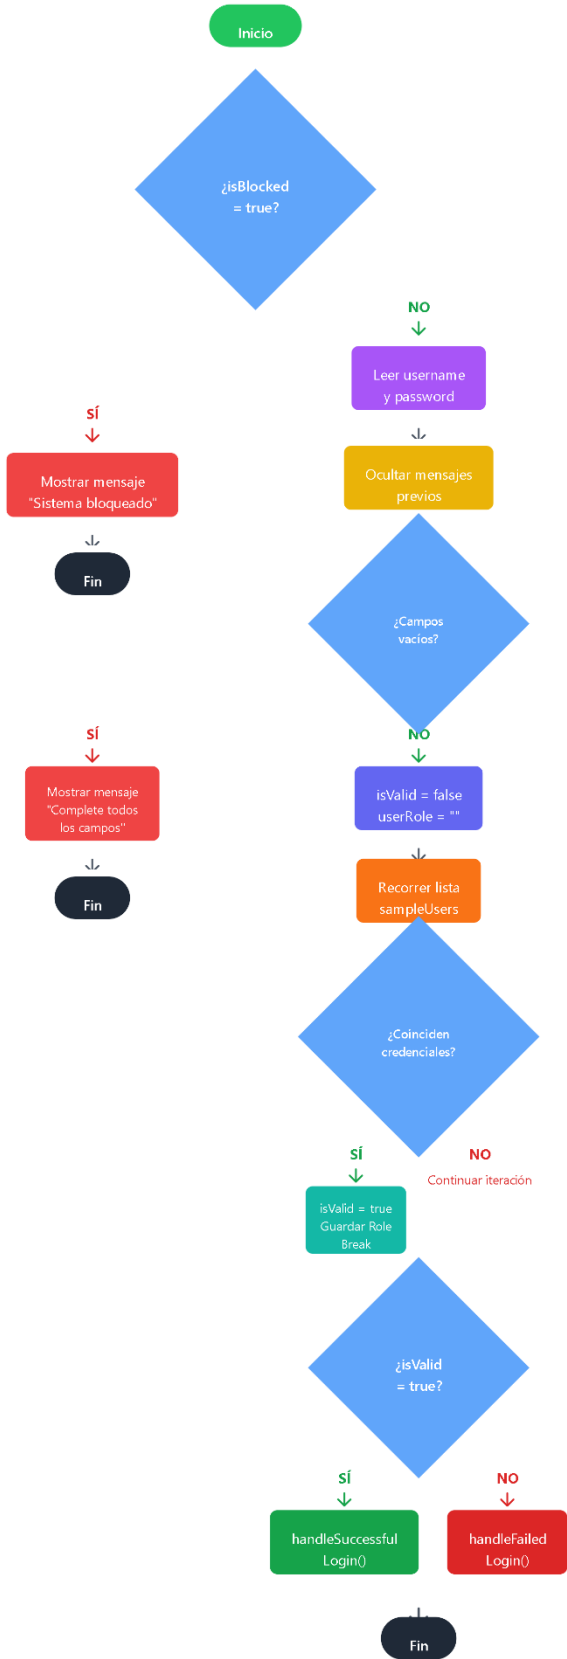 Inicio
¿isBlocked
= true?
NO
Leer username
y password
SÍ
Mostrar mensaje
"Sistema bloqueado"
Ocultar mensajes
previos
Fin
¿Campos
vacíos?
SÍ
NO
Mostrar mensaje
"Complete todos
los campos"
isValid = false
userRole = ""
Fin
Recorrer lista
sampleUsers
¿Coinciden
credenciales?
SÍ
NO
Continuar iteración
isValid = true
Guardar Role
Break
¿isValid
= true?
SÍ
NO
handleSuccessful
Login()
handleFailed
Login()
Fin